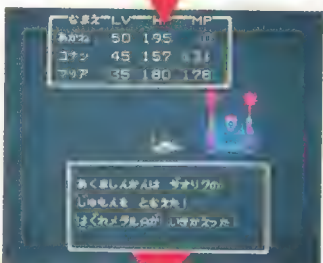 なまえ LV HP MP
あかね 50 195
コナン 45 157
マリア 35 180 178
あくましんかんは ザオリクの
じゅもんを となえた!
はぐれメタルが いきかえった!